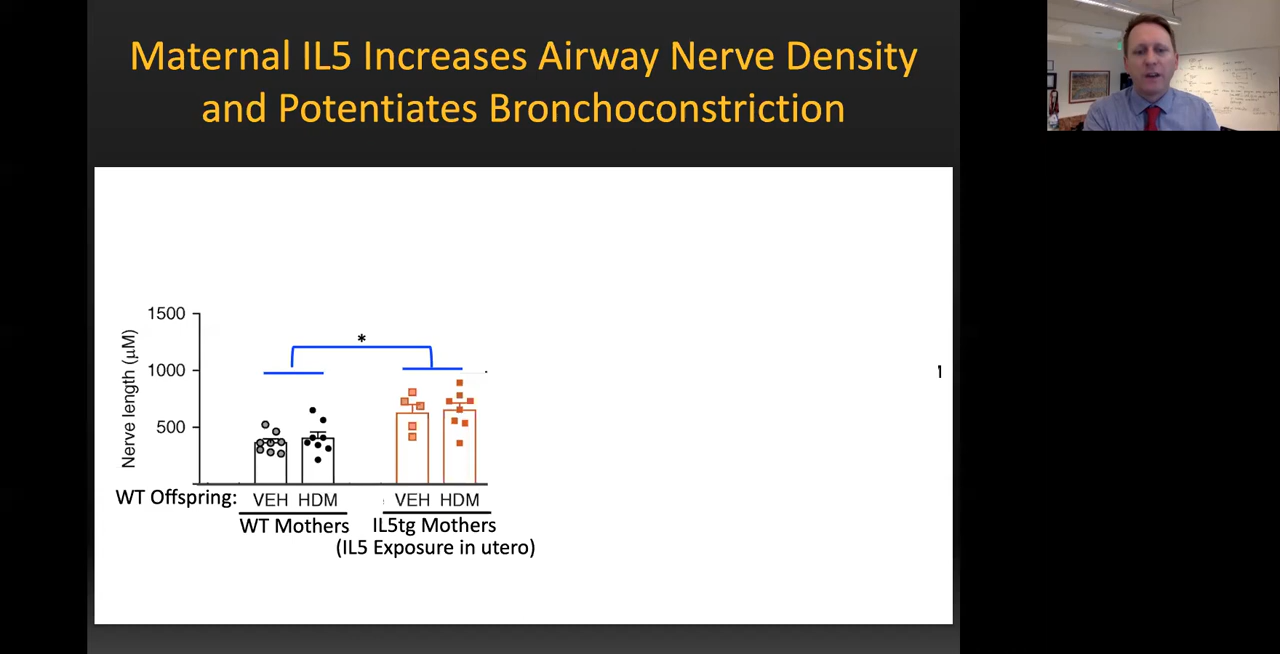 Maternal IL5 Increases Airway Nerve Density
and Potentiates Bronchoconstriction
*
1500
1000
500
Nerve length (μM)
WT Offspring: VEH HDM VEH HDM
WT Mothers IL5tg Mothers
(IL5 Exposure in utero)